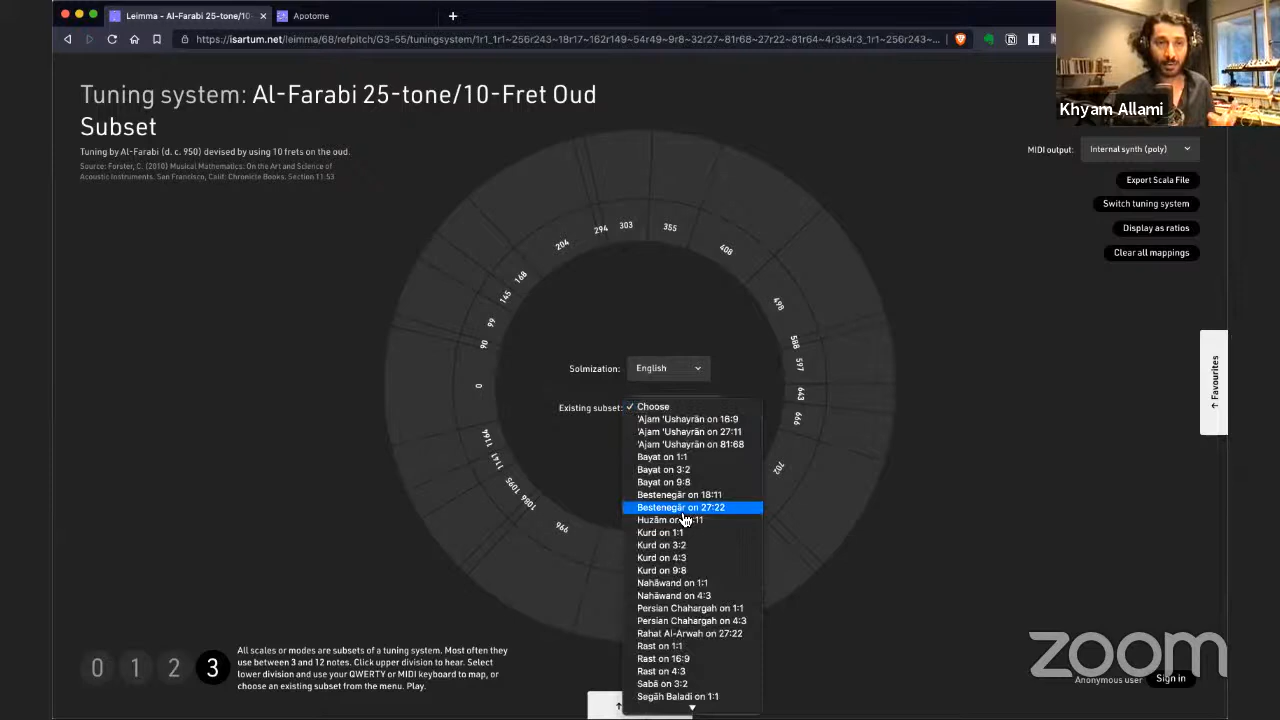 Leimma - Al-Farabi 25-tone/10-
Apotome
https://isartum.net/leimma/68/refpitch/G3-55/tuningsystem/1r1_1r1~256r243~18r17~162r149~54r49~9r8~32r27~81r68~27r22~81r64~4r3s4r3_1r1~256r243~...
Khyam Allami
Tuning system: Al-Farabi 25-tone/10-Fret Oud
Subset
Tuning by Al-Farabi (d. c. 950) devised by using 10 frets on the oud.
Source: Forster, C. (2010) Musical Mathematics: On the Art and Science of
Acoustic Instruments. San Francisco, Calif: Chronicle Books. Section 11.53
MIDI output: Internal synth (poly)
Export Scala File
Switch tuning system
Display as ratios
Clear all mappings
0
90
99
145
168
204
294
303
355
408
498
588
597
643
666
702
996
1086
1095
1141
1164
Solmization: English
Existing subset: Choose
'Ajam 'Ushayrān on 16:9
'Ajam 'Ushayrān on 27:11
'Ajam 'Ushayrān on 81:68
Bayat on 1:1
Bayat on 3:2
Bayat on 9:8
Bestenegâr on 18:11
Bestenegâr on 27:22
Kurd on 1:1
Kurd on 3:2
Kurd on 4:3
Kurd on 9:8
Nahāwand on 1:1
Nahāwand on 4:3
Persian Chahargah on 1:1
Persian Chahargah on 4:3
Rahat Al-Arwah on 27:22
Rast on 1:1
Rast on 16:9
Rast on 4:3
Sabâ on 3:2
Segâh Baladi on 1:1
↑ Favourites
0 1 2 3
All scales or modes are subsets of a tuning system. Most often they
use between 3 and 12 notes. Click upper division to hear. Select
lower division and use your QWERTY or MIDI keyboard to map, or
choose an existing subset from the menu. Play.
zoom
Anonymous user
Sign in